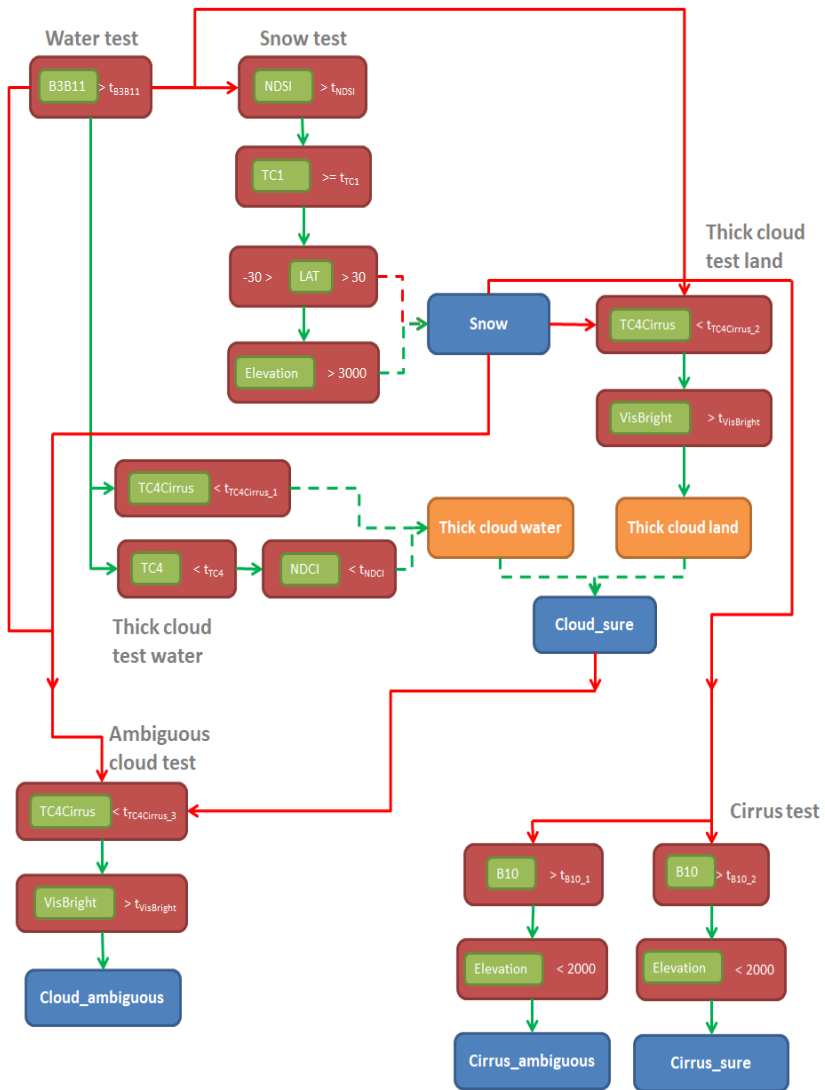 Water test
Snow test
B3B11 > tB3B11
NDSI > tNDSI
TC1 >= tTC1
Thick cloud
test land
-30 > LAT > 30
Snow
TC4Cirrus < tTC4Cirrus_2
Elevation > 3000
VisBright > tVisBright
TC4Cirrus < tTC4Cirrus_1
Thick cloud water
Thick cloud land
TC4 < tTC4
NDCI < tNDCI
Thick cloud
test water
Cloud_sure
Ambiguous
cloud test
TC4Cirrus < tTC4Cirrus_3
Cirrus test
B10 > tB10_1
B10 > tB10_2
VisBright > tVisBright
Elevation < 2000
Elevation < 2000
Cloud_ambiguous
Cirrus_ambiguous
Cirrus_sure